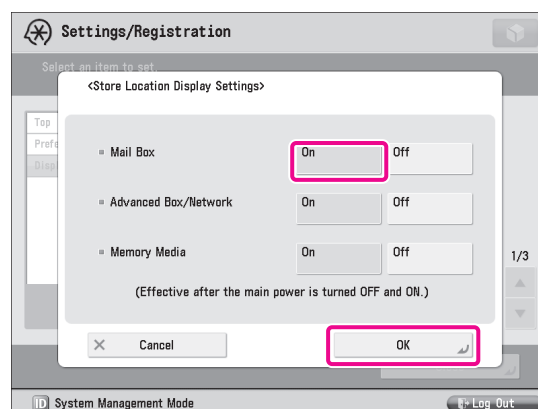 Settings/Registration
Select an item to set.
<Store Location Display Settings>
Top
Prefe
Displ
Mail Box On Off
Advanced Box/Network On Off
Memory Media On Off
1/3
(Effective after the main power is turned OFF and ON.)
Cancel OK
System Management Mode Log Out